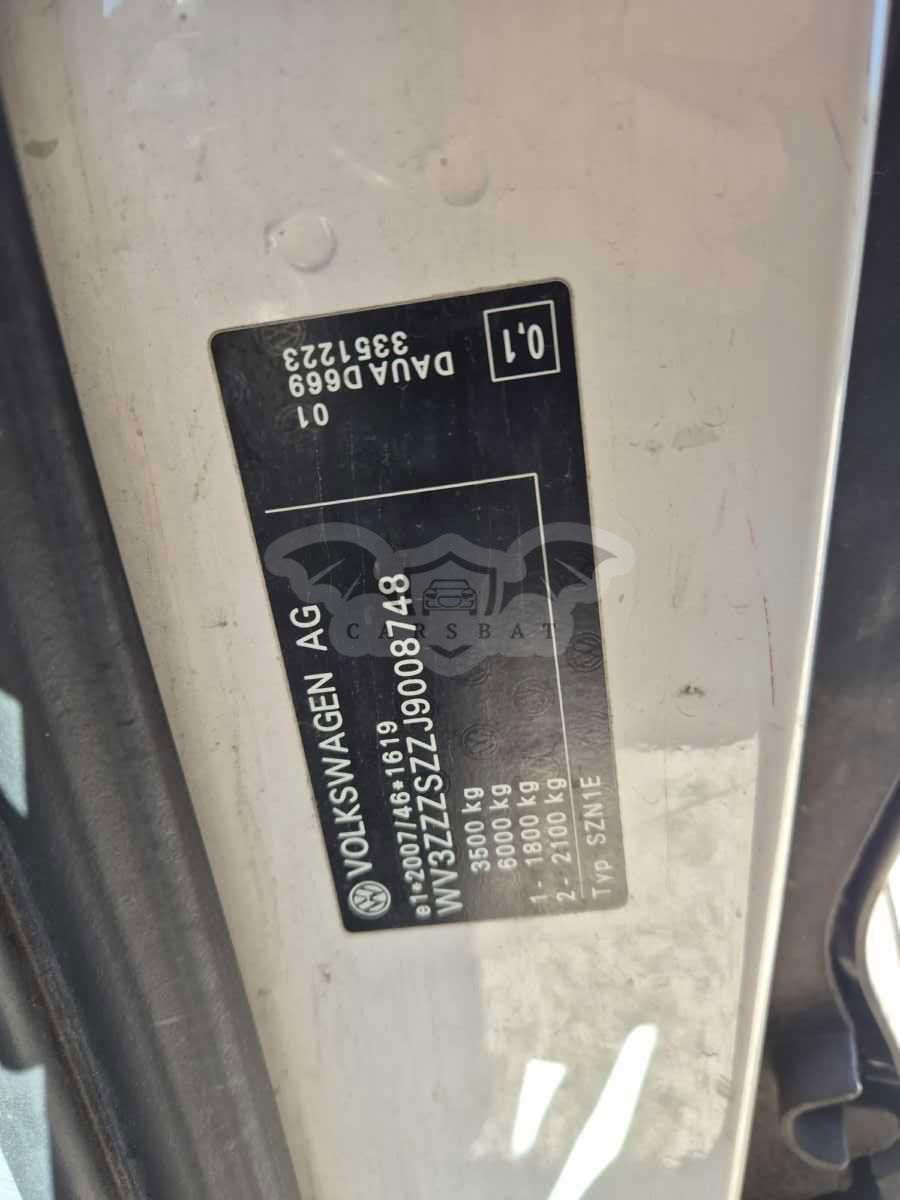 VOLKSWAGEN AG
e1*2007/46*1619
WV3ZZZSZZJ9008748
3500 kg
6000 kg
1- 1800 kg
2- 2100 kg
Typ SZN1E
01
DAUA D669
3351223
0,1
CARSBAT